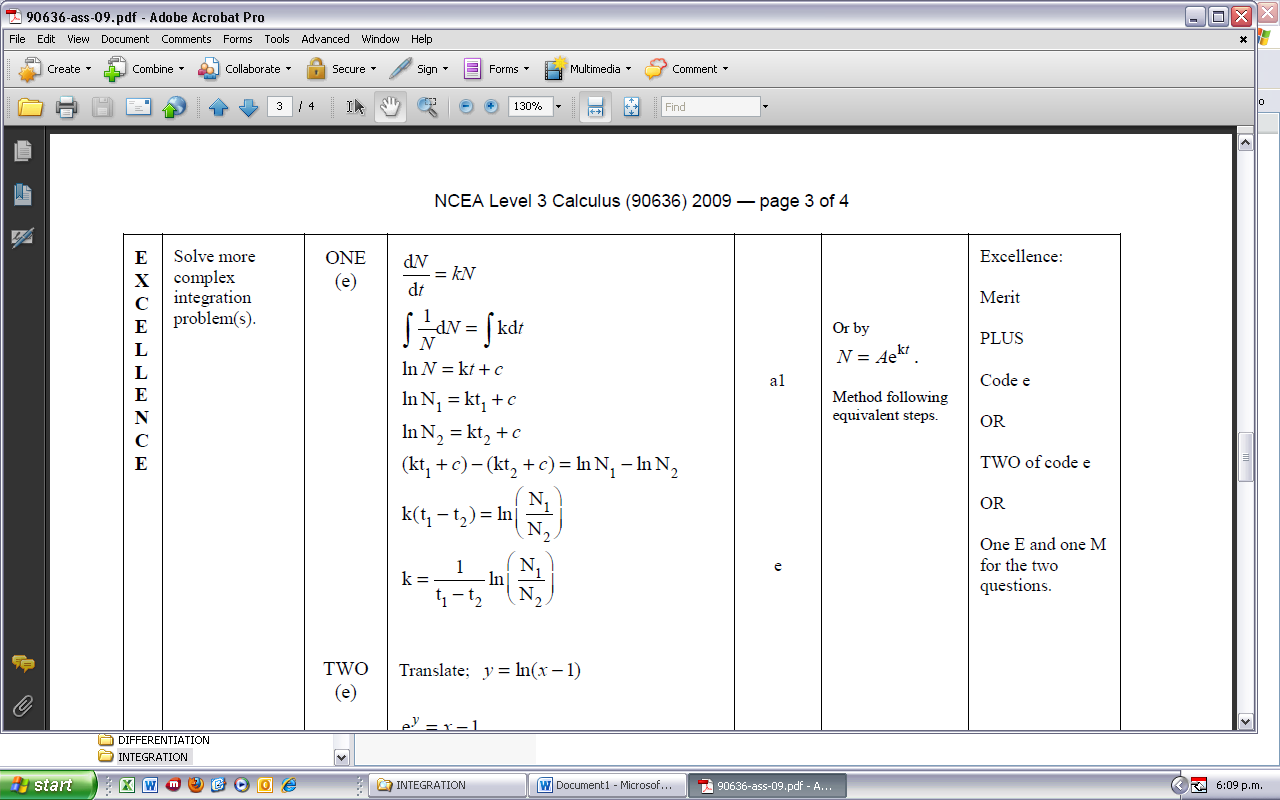 90636-ass-09.pdf - Adobe Acrobat Pro
File Edit View Document Comments Forms Tools Advanced Window Help
Create Combine Collaborate Secure Sign Forms Multimedia Comment
3 / 4 130% Find
NCEA Level 3 Calculus (90636) 2009 — page 3 of 4
EXCELLENCE
Solve more
complex
integration
problem(s).
ONE
(e)
dN/dt = kN
∫ 1/N dN = ∫ kdt
ln N = kt + c
ln N₁ = kt₁ + c
ln N₂ = kt₂ + c
(kt₁ + c) − (kt₂ + c) = ln N₁ − ln N₂
k(t₁ − t₂) = ln(N₁/N₂)
k = 1/(t₁ − t₂) ln(N₁/N₂)
a1
e
Or by
N = Ae^kt .
Method following
equivalent steps.
Excellence:
Merit
PLUS
Code e
OR
TWO of code e
OR
One E and one M
for the two
questions.
TWO
(e)
Translate; y = ln(x − 1)
e^y = x − 1
DIFFERENTIATION
INTEGRATION
start INTEGRATION Document1 - Microsof... 90636-ass-09.pdf - A... 6:09 p.m.